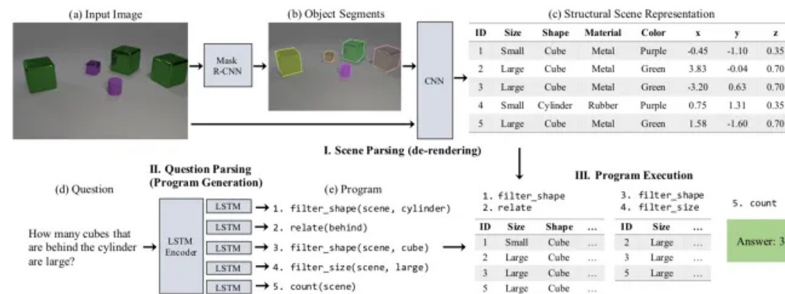 (a) Input Image
(b) Object Segments
(c) Structural Scene Representation
Mask
R-CNN
CNN
ID Size Shape Material Color x y z
1 Small Cube Metal Purple -0.45 -1.10 0.35
2 Large Cube Metal Green 3.83 -0.04 0.70
3 Large Cube Metal Green -3.20 0.63 0.70
4 Small Cylinder Rubber Purple 0.75 1.31 0.35
5 Large Cube Metal Green 1.58 -1.60 0.70
I. Scene Parsing (de-rendering)
II. Question Parsing
(Program Generation)
III. Program Execution
(d) Question
(e) Program
How many cubes that
are behind the cylinder
are large?
LSTM
Encoder
LSTM 1. filter_shape(scene, cylinder)
LSTM 2. relate(behind)
LSTM 3. filter_shape(scene, cube)
LSTM 4. filter_size(scene, large)
LSTM 5. count(scene)
1. filter_shape
2. relate
ID Size Shape ...
1 Small Cube ...
2 Large Cube ...
3 Large Cube ...
5 Large Cube ...
3. filter_shape
4. filter_size
ID Size ...
2 Large ...
3 Large ...
5 Large ...
5. count
Answer: 3